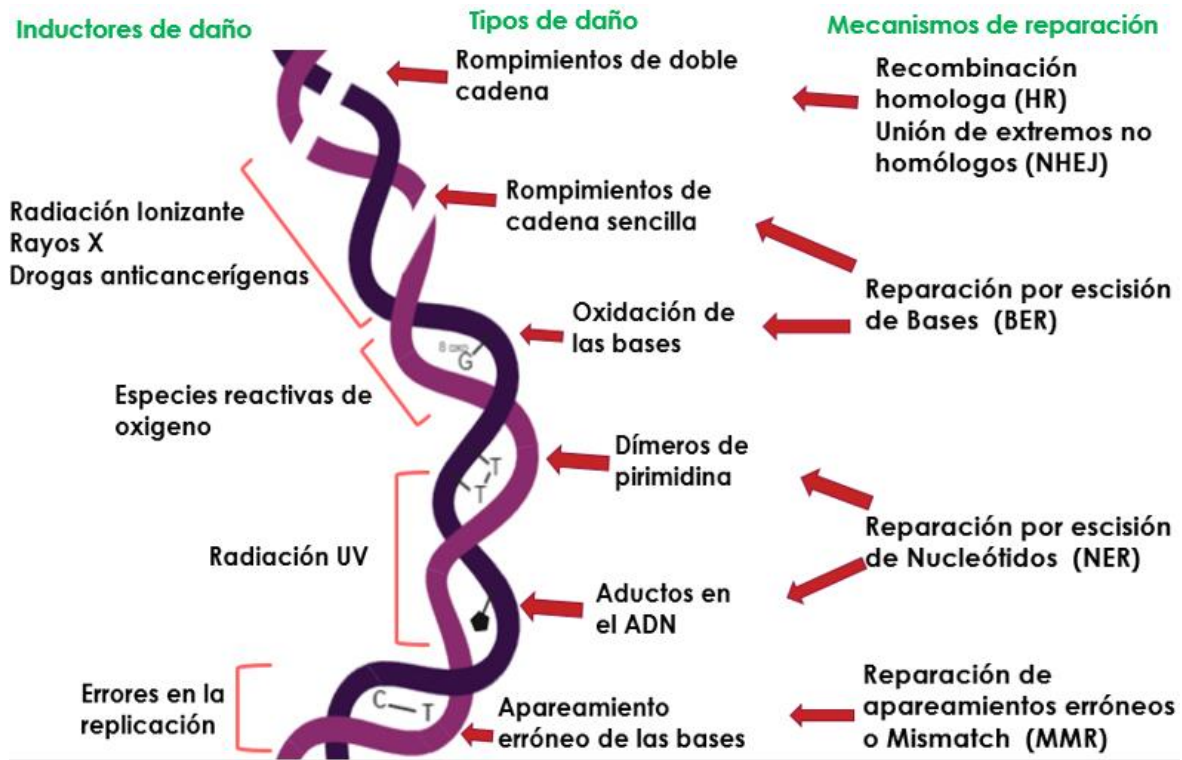 Inductores de daño
Tipos de daño
Mecanismos de reparación
Rompimientos de doble
cadena
Recombinación
homologa (HR)
Unión de extremos no
homólogos (NHEJ)
Rompimientos de
cadena sencilla
Radiación Ionizante
Rayos X
Drogas anticancerígenas
Reparación por escisión
de Bases (BER)
Oxidación de
las bases
8 oxo
G
Especies reactivas de
oxigeno
Dímeros de
pirimidina
T
T
Reparación por escisión
de Nucleótidos (NER)
Radiación UV
Aductos en
el ADN
Errores en la
replicación
C
T
Apareamiento
erróneo de las bases
Reparación de
apareamientos erróneos
o Mismatch (MMR)